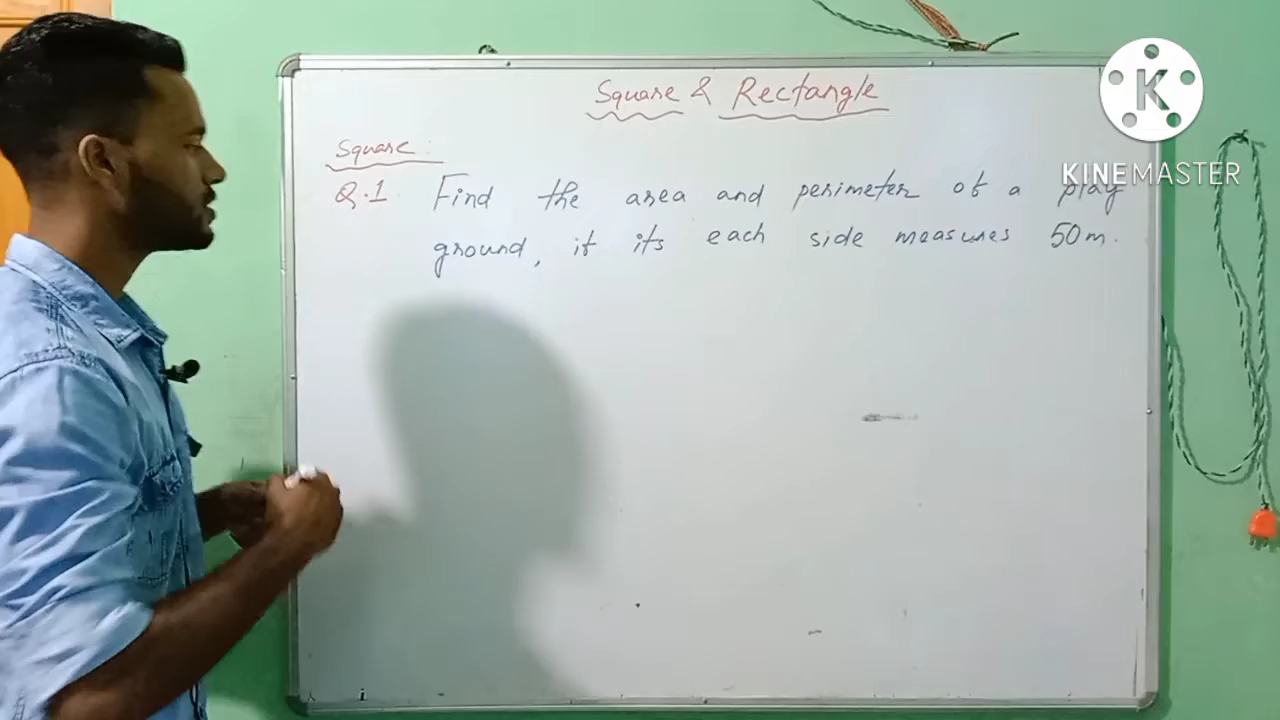 Square & Rectangle
Square :
Q.1. Find the area and perimeter of a play
ground, if its each side measures 50m.
K
KINEMASTER